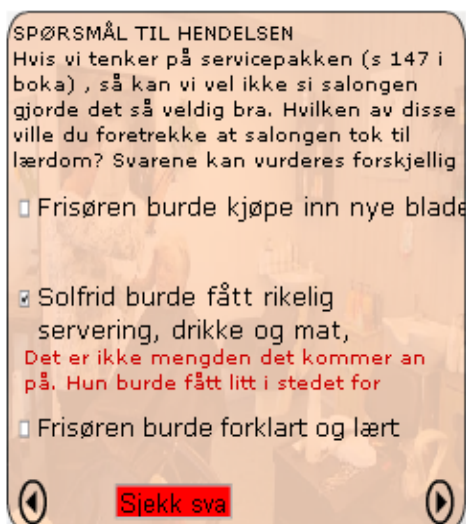 SPØRSMÅL TIL HENDELSEN
Hvis vi tenker på servicepakken (s 147 i
boka) , så kan vi vel ikke si salongen
gjorde det så veldig bra. Hvilken av disse
ville du foretrekke at salongen tok til
lærdom? Svarene kan vurderes forskjellig
Frisøren burde kjøpe inn nye blade
Solfrid burde fått rikelig
servering, drikke og mat,
Det er ikke mengden det kommer an
på. Hun burde fått litt i stedet for
Frisøren burde forklart og lært
Sjekk sva